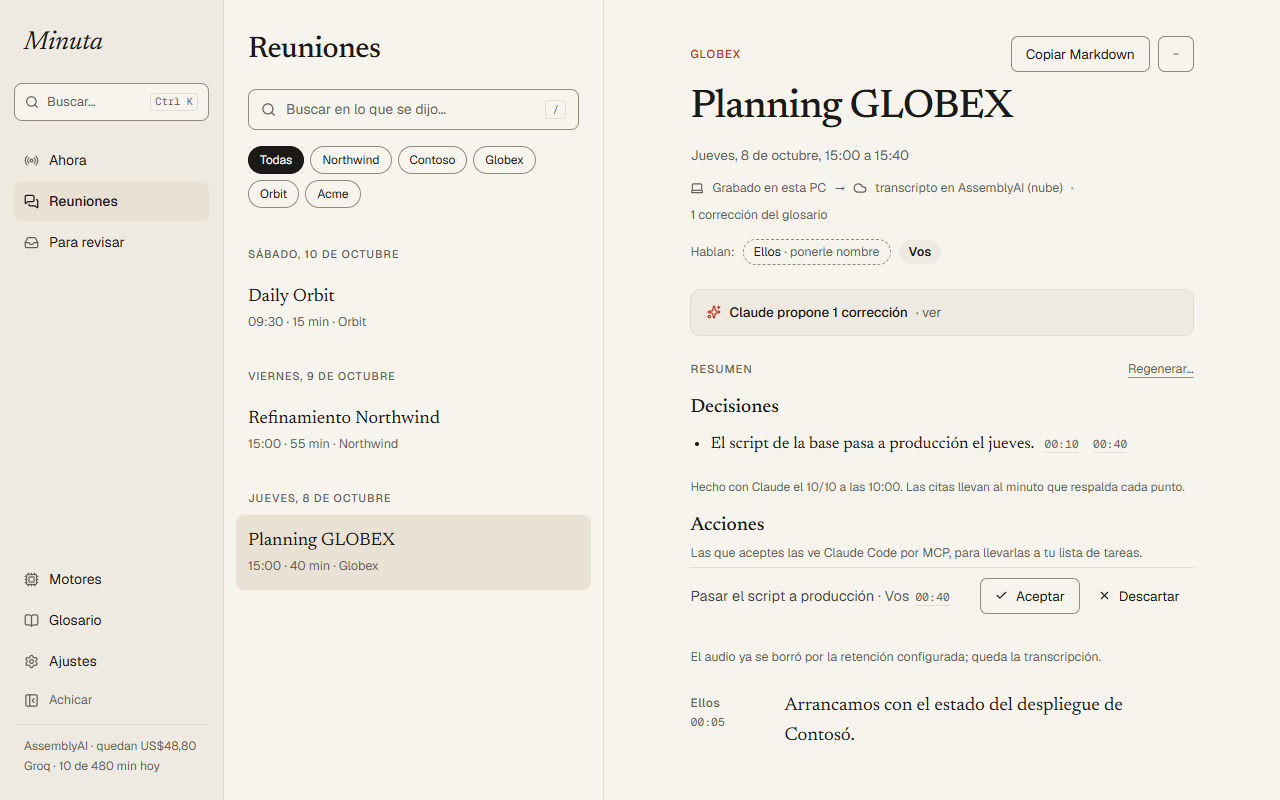 Minuta
Buscar…
Ctrl K
Ahora
Reuniones
Para revisar
Motores
Glosario
Ajustes
Achicar
AssemblyAI · quedan US$48,80
Groq · 10 de 480 min hoy
Reuniones
Buscar en lo que se dijo…
/
Todas
Northwind
Contoso
Globex
Orbit
Acme
SÁBADO, 10 DE OCTUBRE
Daily Orbit
09:30 · 15 min · Orbit
VIERNES, 9 DE OCTUBRE
Refinamiento Northwind
15:00 · 55 min · Northwind
JUEVES, 8 DE OCTUBRE
Planning GLOBEX
15:00 · 40 min · Globex
GLOBEX
Copiar Markdown
Planning GLOBEX
Jueves, 8 de octubre, 15:00 a 15:40
Grabado en esta PC → transcripto en AssemblyAI (nube) ·
1 corrección del glosario
Hablan: Ellos · ponerle nombre Vos
Claude propone 1 corrección · ver
RESUMEN
Regenerar…
Decisiones
• El script de la base pasa a producción el jueves. 00:10 00:40
Hecho con Claude el 10/10 a las 10:00. Las citas llevan al minuto que respalda cada punto.
Acciones
Las que aceptes las ve Claude Code por MCP, para llevarlas a tu lista de tareas.
Pasar el script a producción · Vos 00:40
Aceptar
Descartar
El audio ya se borró por la retención configurada; queda la transcripción.
Ellos
00:05
Arrancamos con el estado del despliegue de
Contosó.